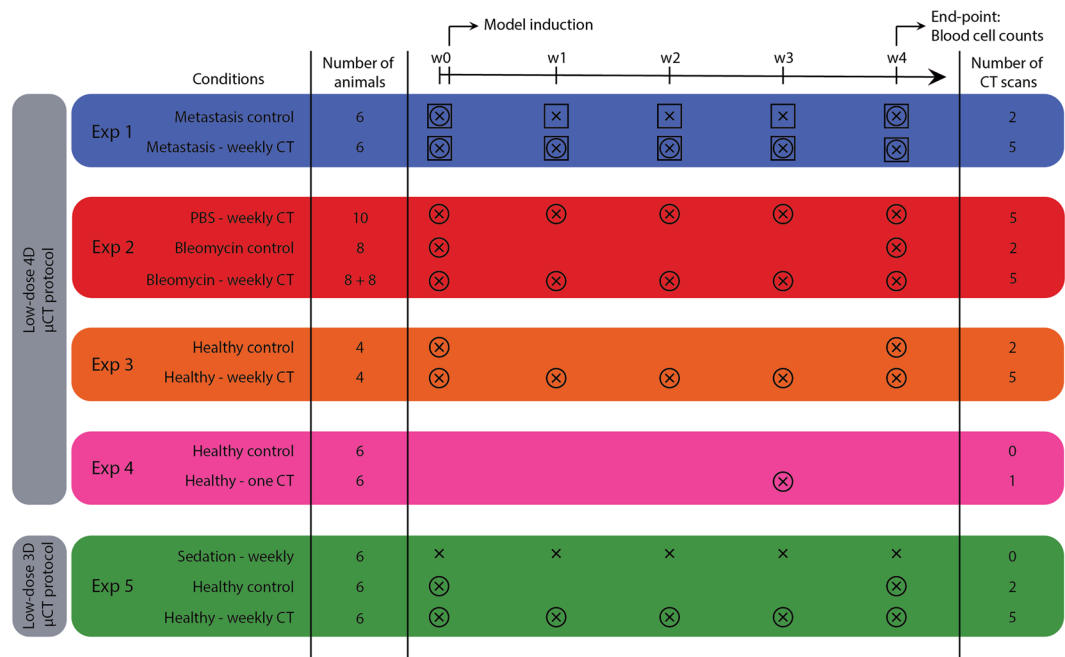 Model induction
End-point:
Blood cell counts
Conditions
Number of
animals
w0
w1
w2
w3
w4
Number of
CT scans
Low-dose 4D
µCT protocol
Exp 1
Metastasis control
6
2
Metastasis - weekly CT
6
5
Exp 2
PBS - weekly CT
10
5
Bleomycin control
8
2
Bleomycin - weekly CT
8 + 8
5
Exp 3
Healthy control
4
2
Healthy - weekly CT
4
5
Exp 4
Healthy control
6
0
Healthy - one CT
6
1
Low-dose 3D
µCT protocol
Exp 5
Sedation - weekly
6
0
Healthy control
6
2
Healthy - weekly CT
6
5